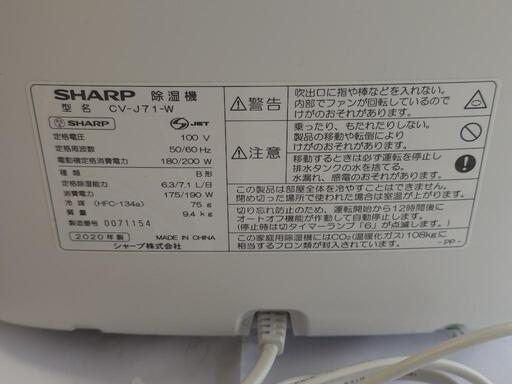 SHARP 除湿機
型 名 CV-J71-W
SHARP JET
定格電圧 100 V
定格周波数 50/60 Hz
電動機定格消費電力 180/200 W
種 類 B形
定格除湿能力 6.3/7.1 L/日
消費電力 175/190 W
冷 媒 (HFC-134a) 75 g
質 量 9.4 kg
製造番号 0071154
2020年製 MADE IN CHINA
シャープ株式会社
警告
吹出口に指や棒などを入れない。
内部でファンが回転しているので
けがのおそれがあります。
注意
乗ったり、もたれたりしない。
製品の移動や転倒により
けがのおそれがあります。
移動するときは必ず運転を停止し
排水タンクの水を捨てる。
水漏れ、感電のおそれがあります。
この製品は部屋全体を冷やすことはできません。
閉め切った場所で使用された場合は室温が上がります。
切り忘れ防止のため、運転開始から12時間後に
オートオフ機能が作動して自動停止します。
(停止時は切タイマーランプ「6」が点滅します。)
この家庭用除湿機にはCO₂(温暖化ガス)108kgに
相当するフロン類が封入されています。
-PP-